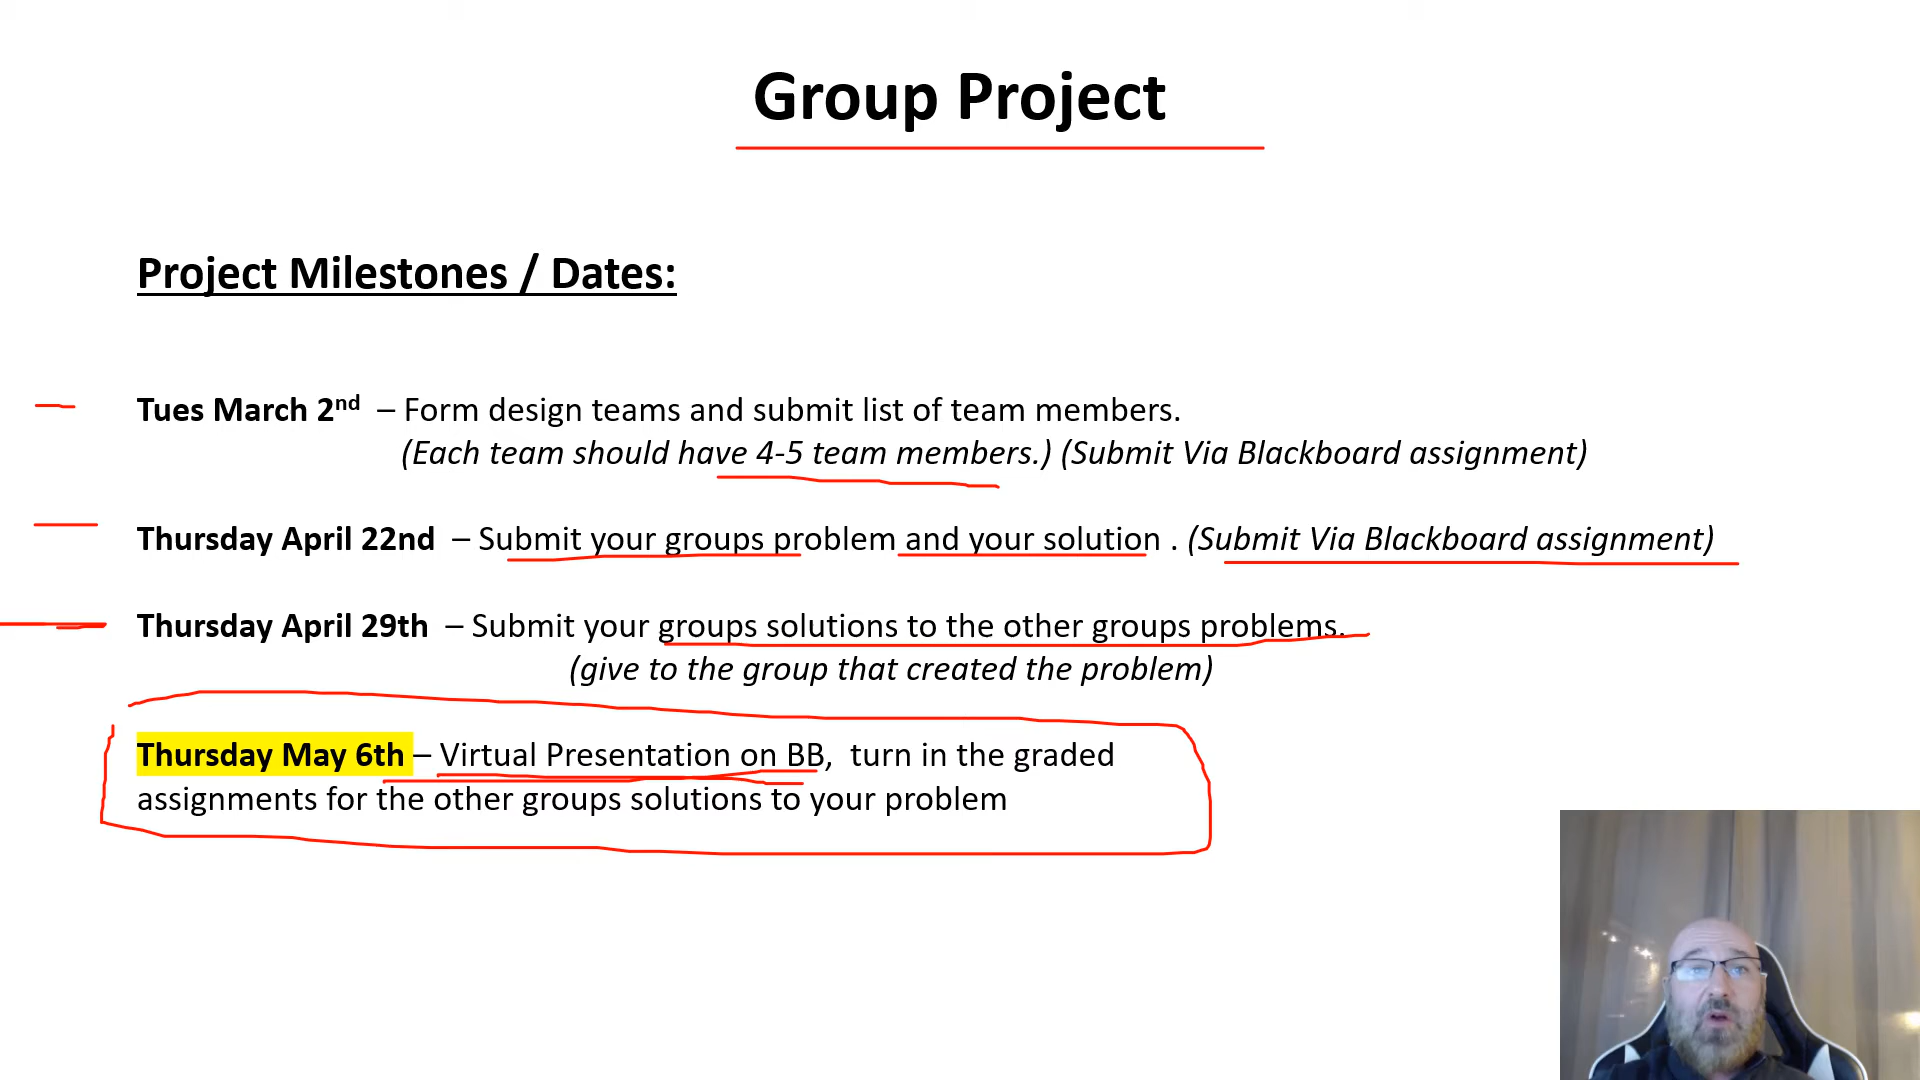 Group Project
Project Milestones / Dates:
Tues March 2nd – Form design teams and submit list of team members.
(Each team should have 4-5 team members.) (Submit Via Blackboard assignment)
Thursday April 22nd – Submit your groups problem and your solution . (Submit Via Blackboard assignment)
Thursday April 29th – Submit your groups solutions to the other groups problems.
(give to the group that created the problem)
Thursday May 6th – Virtual Presentation on BB, turn in the graded
assignments for the other groups solutions to your problem